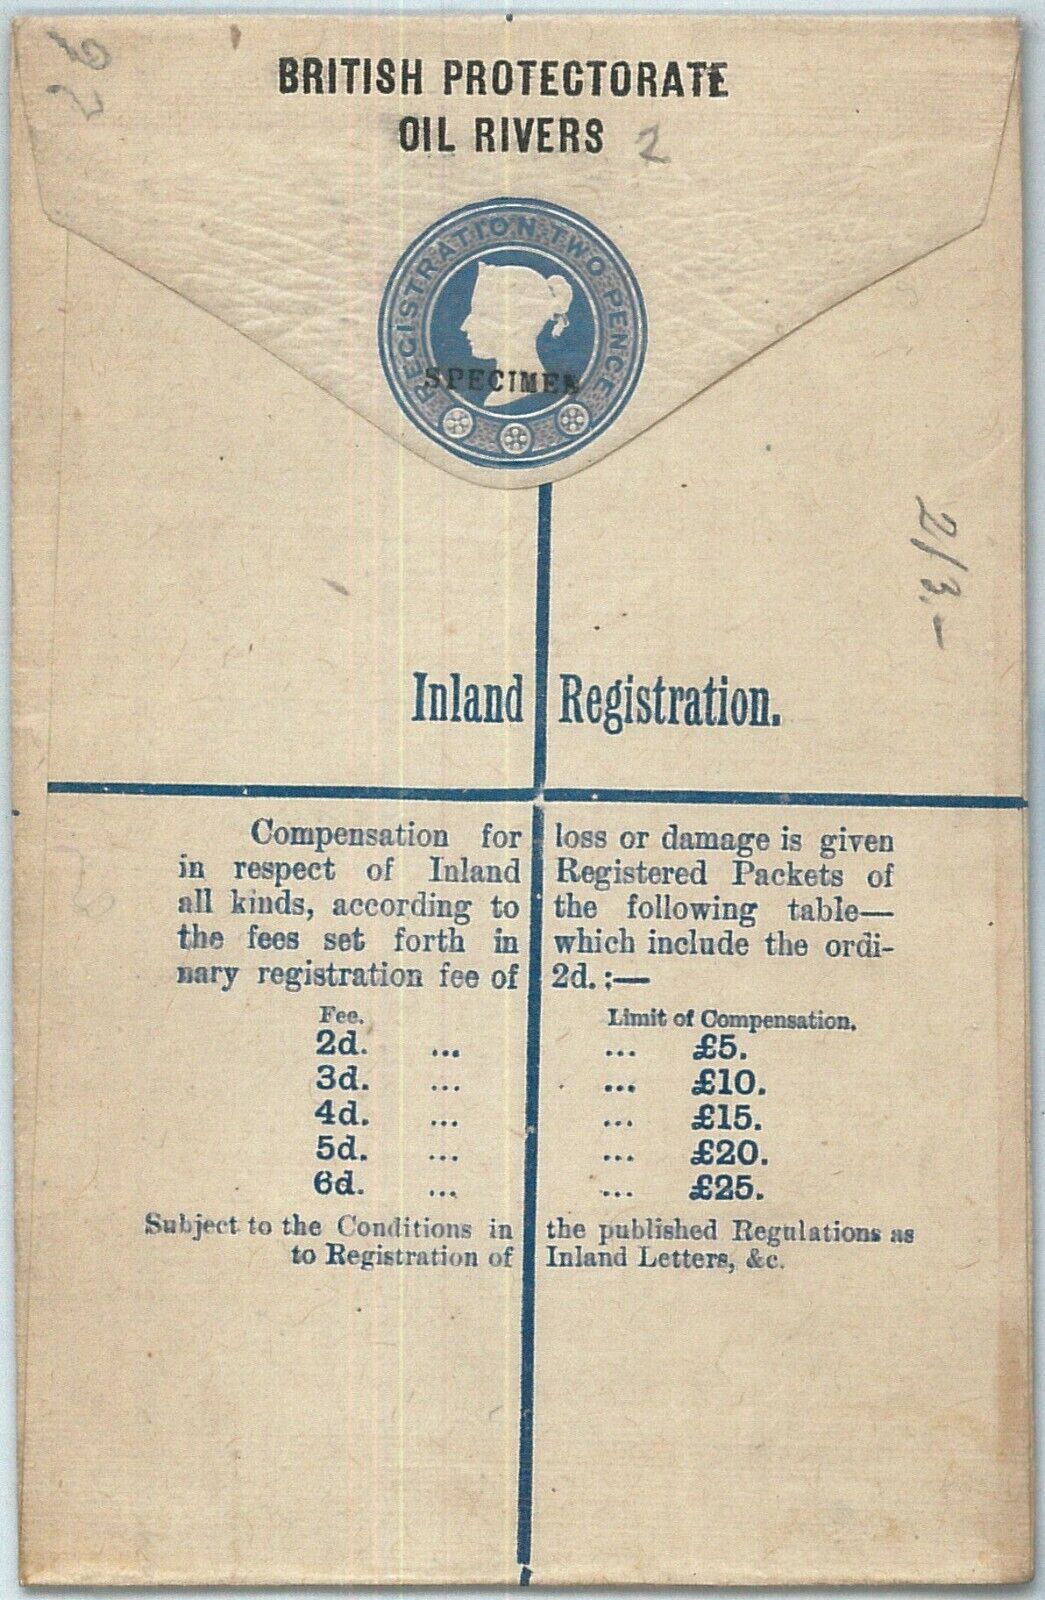 BRITISH PROTECTORATE
OIL RIVERS 2
REGISTRATION TWO PENCE
SPECIMEN
2/3.-
Inland Registration.
Compensation for loss or damage is given
in respect of Inland Registered Packets of
all kinds, according to the following table—
the fees set forth in which include the ordi-
nary registration fee of 2d.:—
Fee. Limit of Compensation.
2d. ... ... £5.
3d. ... ... £10.
4d. ... ... £15.
5d. ... ... £20.
6d. ... ... £25.
Subject to the Conditions in the published Regulations as
to Registration of Inland Letters, &c.